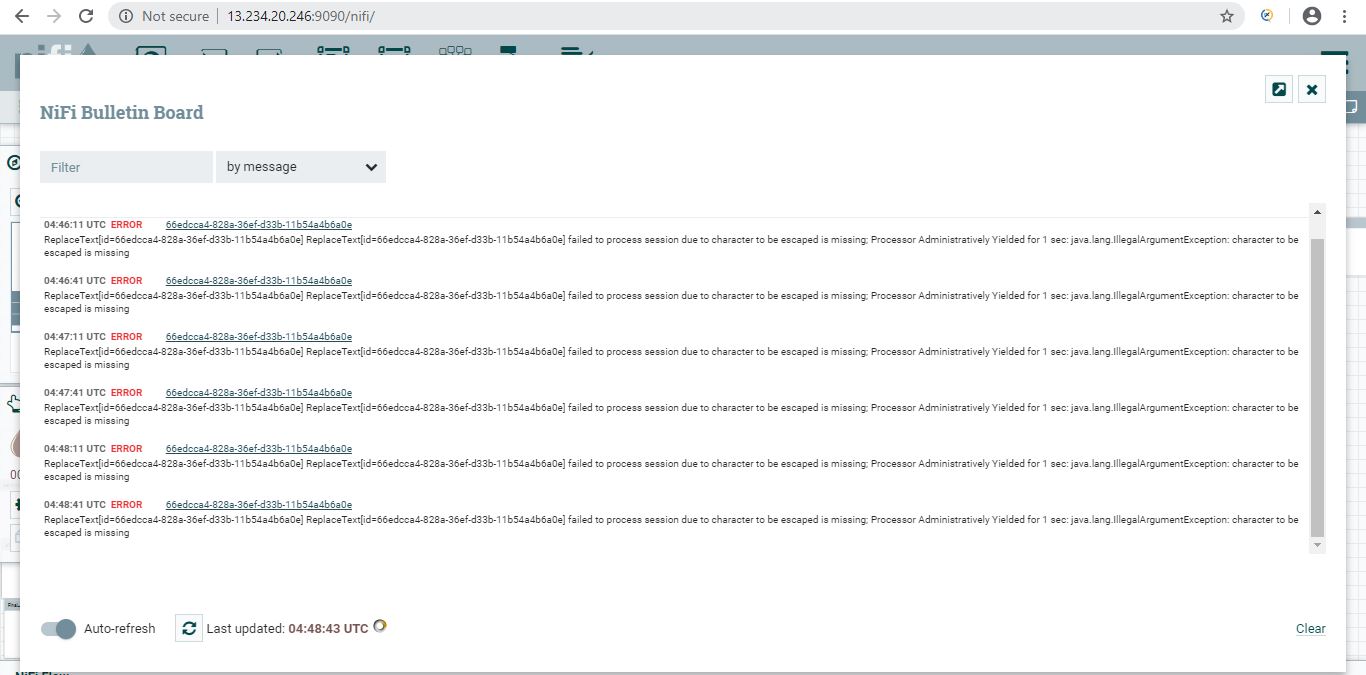 Not secure
13.234.20.246:9090/nifi/
NiFi Bulletin Board
Filter
by message
04:46:11 UTC ERROR 66edcca4-828a-36ef-d33b-11b54a4b6a0e
ReplaceText[id=66edcca4-828a-36ef-d33b-11b54a4b6a0e] ReplaceText[id=66edcca4-828a-36ef-d33b-11b54a4b6a0e] failed to process session due to character to be escaped is missing; Processor Administratively Yielded for 1 sec: java.lang.IllegalArgumentException: character to be
escaped is missing
04:46:41 UTC ERROR 66edcca4-828a-36ef-d33b-11b54a4b6a0e
ReplaceText[id=66edcca4-828a-36ef-d33b-11b54a4b6a0e] ReplaceText[id=66edcca4-828a-36ef-d33b-11b54a4b6a0e] failed to process session due to character to be escaped is missing; Processor Administratively Yielded for 1 sec: java.lang.IllegalArgumentException: character to be
escaped is missing
04:47:11 UTC ERROR 66edcca4-828a-36ef-d33b-11b54a4b6a0e
ReplaceText[id=66edcca4-828a-36ef-d33b-11b54a4b6a0e] ReplaceText[id=66edcca4-828a-36ef-d33b-11b54a4b6a0e] failed to process session due to character to be escaped is missing; Processor Administratively Yielded for 1 sec: java.lang.IllegalArgumentException: character to be
escaped is missing
04:47:41 UTC ERROR 66edcca4-828a-36ef-d33b-11b54a4b6a0e
ReplaceText[id=66edcca4-828a-36ef-d33b-11b54a4b6a0e] ReplaceText[id=66edcca4-828a-36ef-d33b-11b54a4b6a0e] failed to process session due to character to be escaped is missing; Processor Administratively Yielded for 1 sec: java.lang.IllegalArgumentException: character to be
escaped is missing
04:48:11 UTC ERROR 66edcca4-828a-36ef-d33b-11b54a4b6a0e
ReplaceText[id=66edcca4-828a-36ef-d33b-11b54a4b6a0e] ReplaceText[id=66edcca4-828a-36ef-d33b-11b54a4b6a0e] failed to process session due to character to be escaped is missing; Processor Administratively Yielded for 1 sec: java.lang.IllegalArgumentException: character to be
escaped is missing
04:48:41 UTC ERROR 66edcca4-828a-36ef-d33b-11b54a4b6a0e
ReplaceText[id=66edcca4-828a-36ef-d33b-11b54a4b6a0e] ReplaceText[id=66edcca4-828a-36ef-d33b-11b54a4b6a0e] failed to process session due to character to be escaped is missing; Processor Administratively Yielded for 1 sec: java.lang.IllegalArgumentException: character to be
escaped is missing
Auto-refresh
Last updated: 04:48:43 UTC
Clear